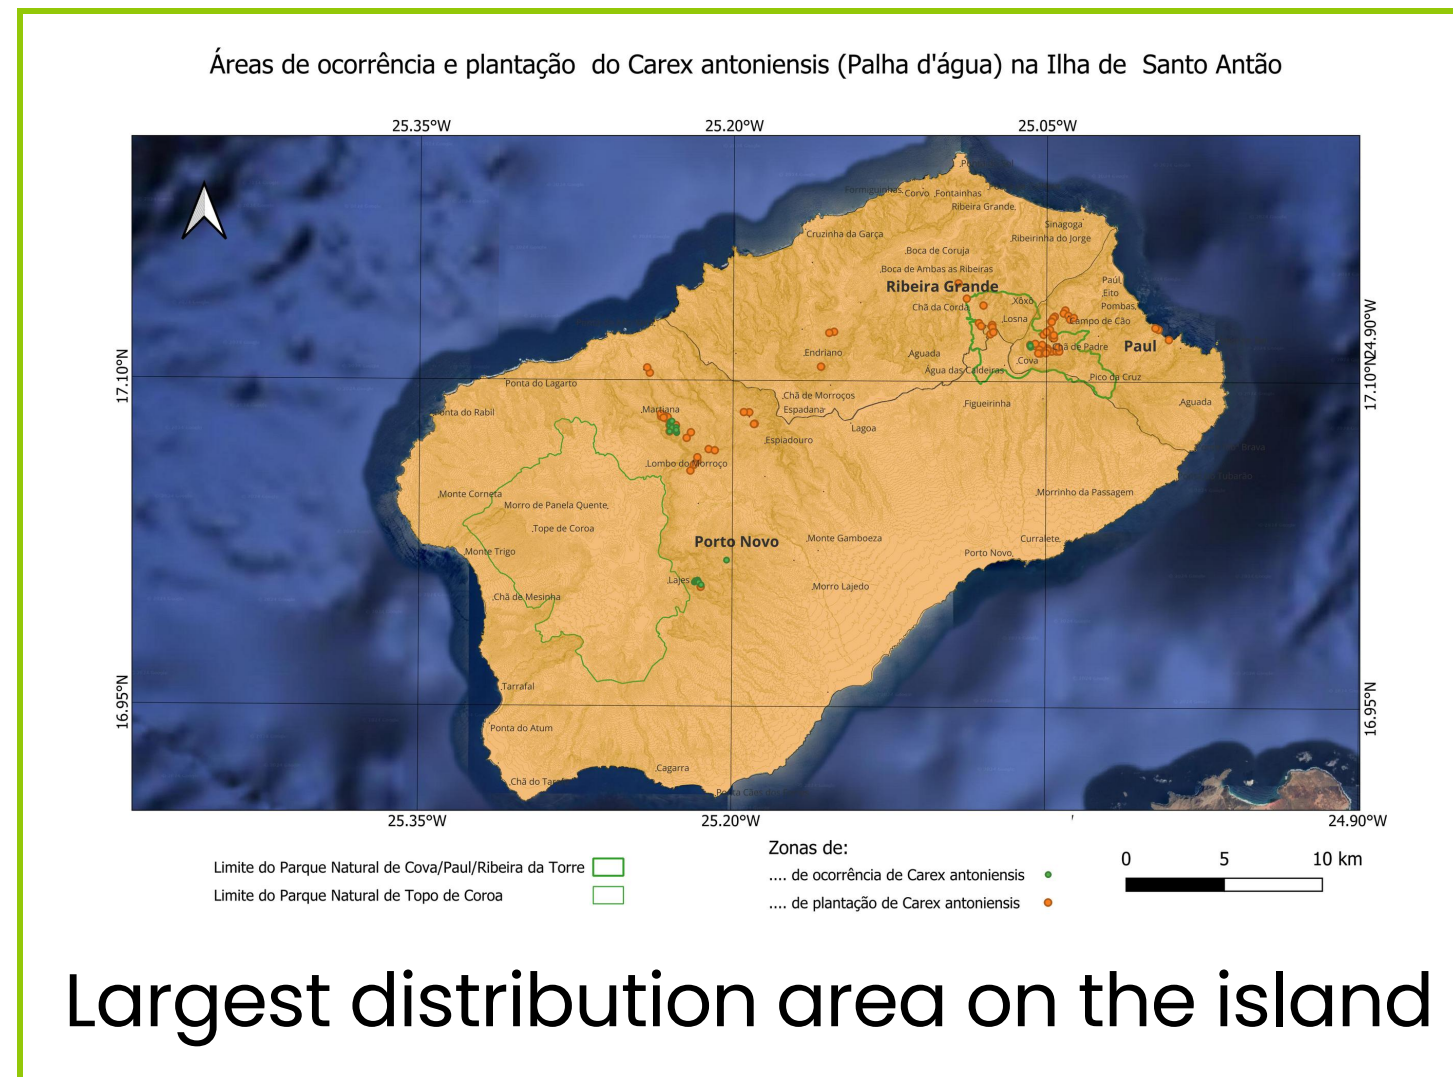 Áreas de ocorrência e plantação do Carex antoniensis (Palha d'água) na Ilha de Santo Antão
25.35°W
25.20°W
25.05°W
Corvo
Fontainhas
Ribeira Grande
Sinagoga
Cruzinha da Garça
Ribeirinha do Jorge
Boca de Coruja
Boca de Ambas as Ribeiras
Paúl
Ribeira Grande
Eito
Xôxô
Pombas
Chã da Corda
Losna
Campo de Cão
24.90°W
Paul
Chã de Padre
Endriano
Aguada
Cova
Água das Caldeiras
17.10°N
17.10°N
Pico da Cruz
Ponta do Lagarto
Chã de Morroços
Figueirinha
Aguada
Martiana
Espadana
Ponta do Rabil
Lagoa
Espiadouro
Lombo do Morroço
Monte Corneta
Morrinho da Passagem
Morro de Panela Quente
Tope de Coroa
Porto Novo
Monte Gamboeza
Curralete
Monte Trigo
Porto Novo
Lajes
Morro Lajedo
Chã de Mesinha
16.95°N
16.95°N
Tarrafal
Ponta do Atum
Cagarra
Chã do
25.35°W
25.20°W
24.90°W
Limite do Parque Natural de Cova/Paul/Ribeira da Torre
Limite do Parque Natural de Topo de Coroa
Zonas de:
.... de ocorrência de Carex antoniensis
.... de plantação de Carex antoniensis
0 5 10 km
Largest distribution area on the island